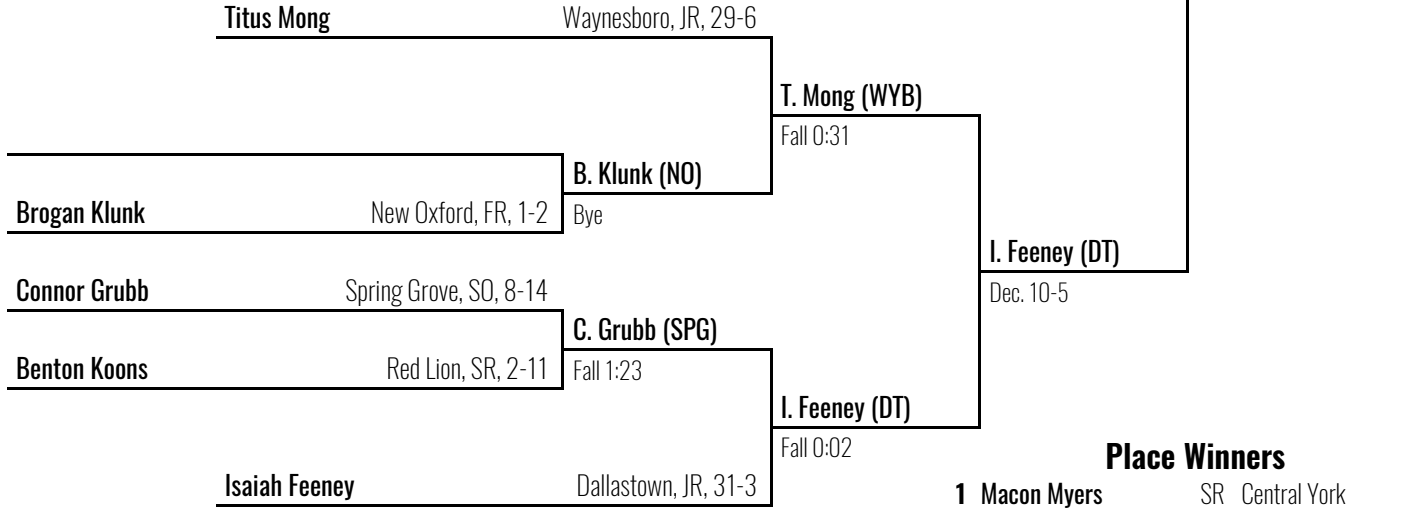 Titus Mong Waynesboro, JR, 29-6
T. Mong (WYB)
Fall 0:31
B. Klunk (NO)
Brogan Klunk New Oxford, FR, 1-2 Bye
I. Feeney (DT)
Connor Grubb Spring Grove, SO, 8-14 Dec. 10-5
C. Grubb (SPG)
Benton Koons Red Lion, SR, 2-11 Fall 1:23
I. Feeney (DT)
Fall 0:02 Place Winners
Isaiah Feeney Dallastown, JR, 31-3 1 Macon Myers SR Central York